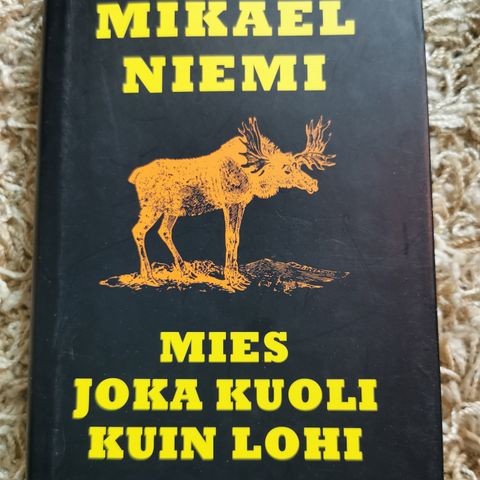 MIKAEL
NIEMI
MIES
JOKA KUOLI
KUIN LOHI